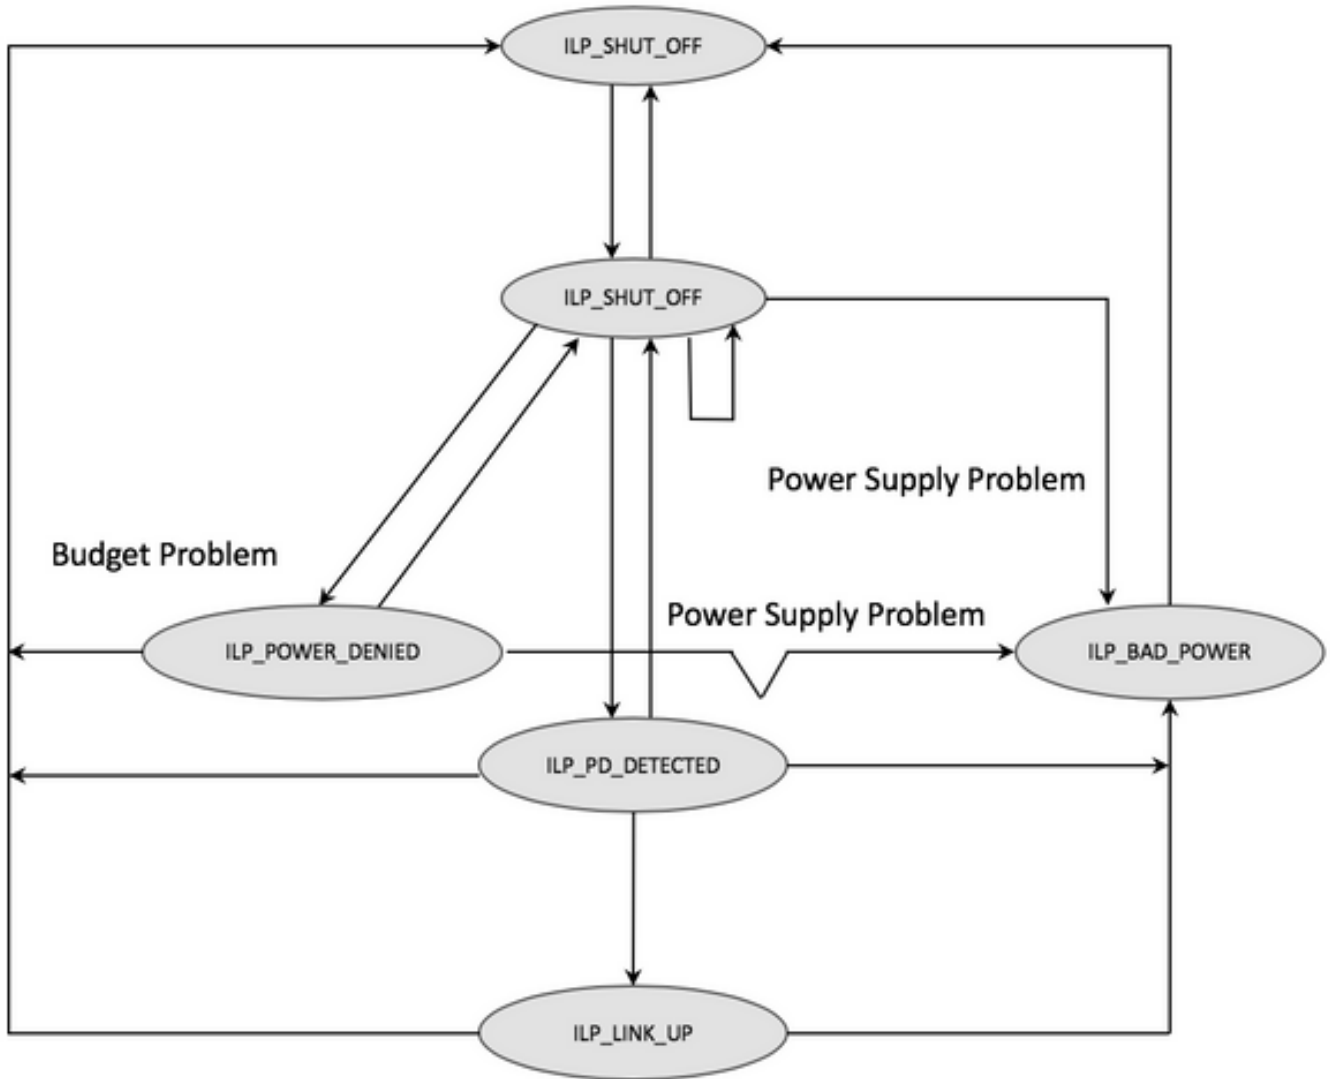 ILP_SHUT_OFF
ILP_SHUT_OFF
Power Supply Problem
Budget Problem
Power Supply Problem
ILP_POWER_DENIED
ILP_BAD_POWER
ILP_PD_DETECTED
ILP_LINK_UP